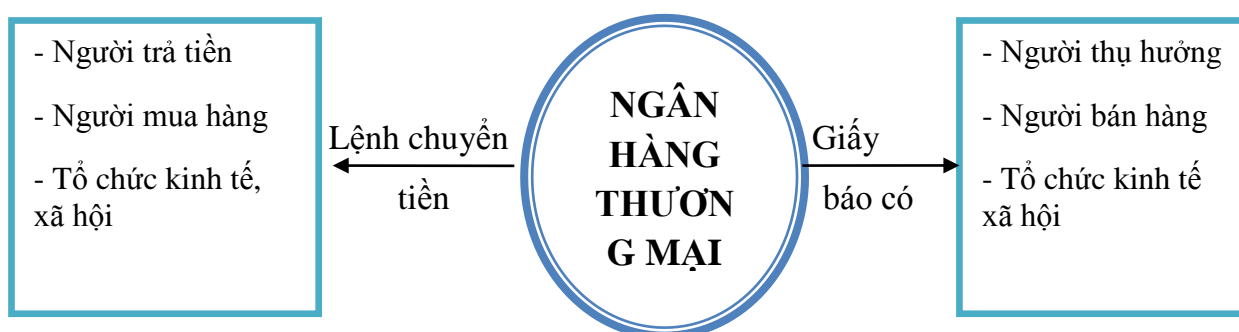 - Người trả tiền
- Người mua hàng
- Tổ chức kinh tế,
xã hội
Lệnh chuyển
tiền
NGÂN
HÀNG
THƯƠN
G MẠI
Giấy
báo có
- Người thụ hưởng
- Người bán hàng
- Tổ chức kinh tế
xã hội